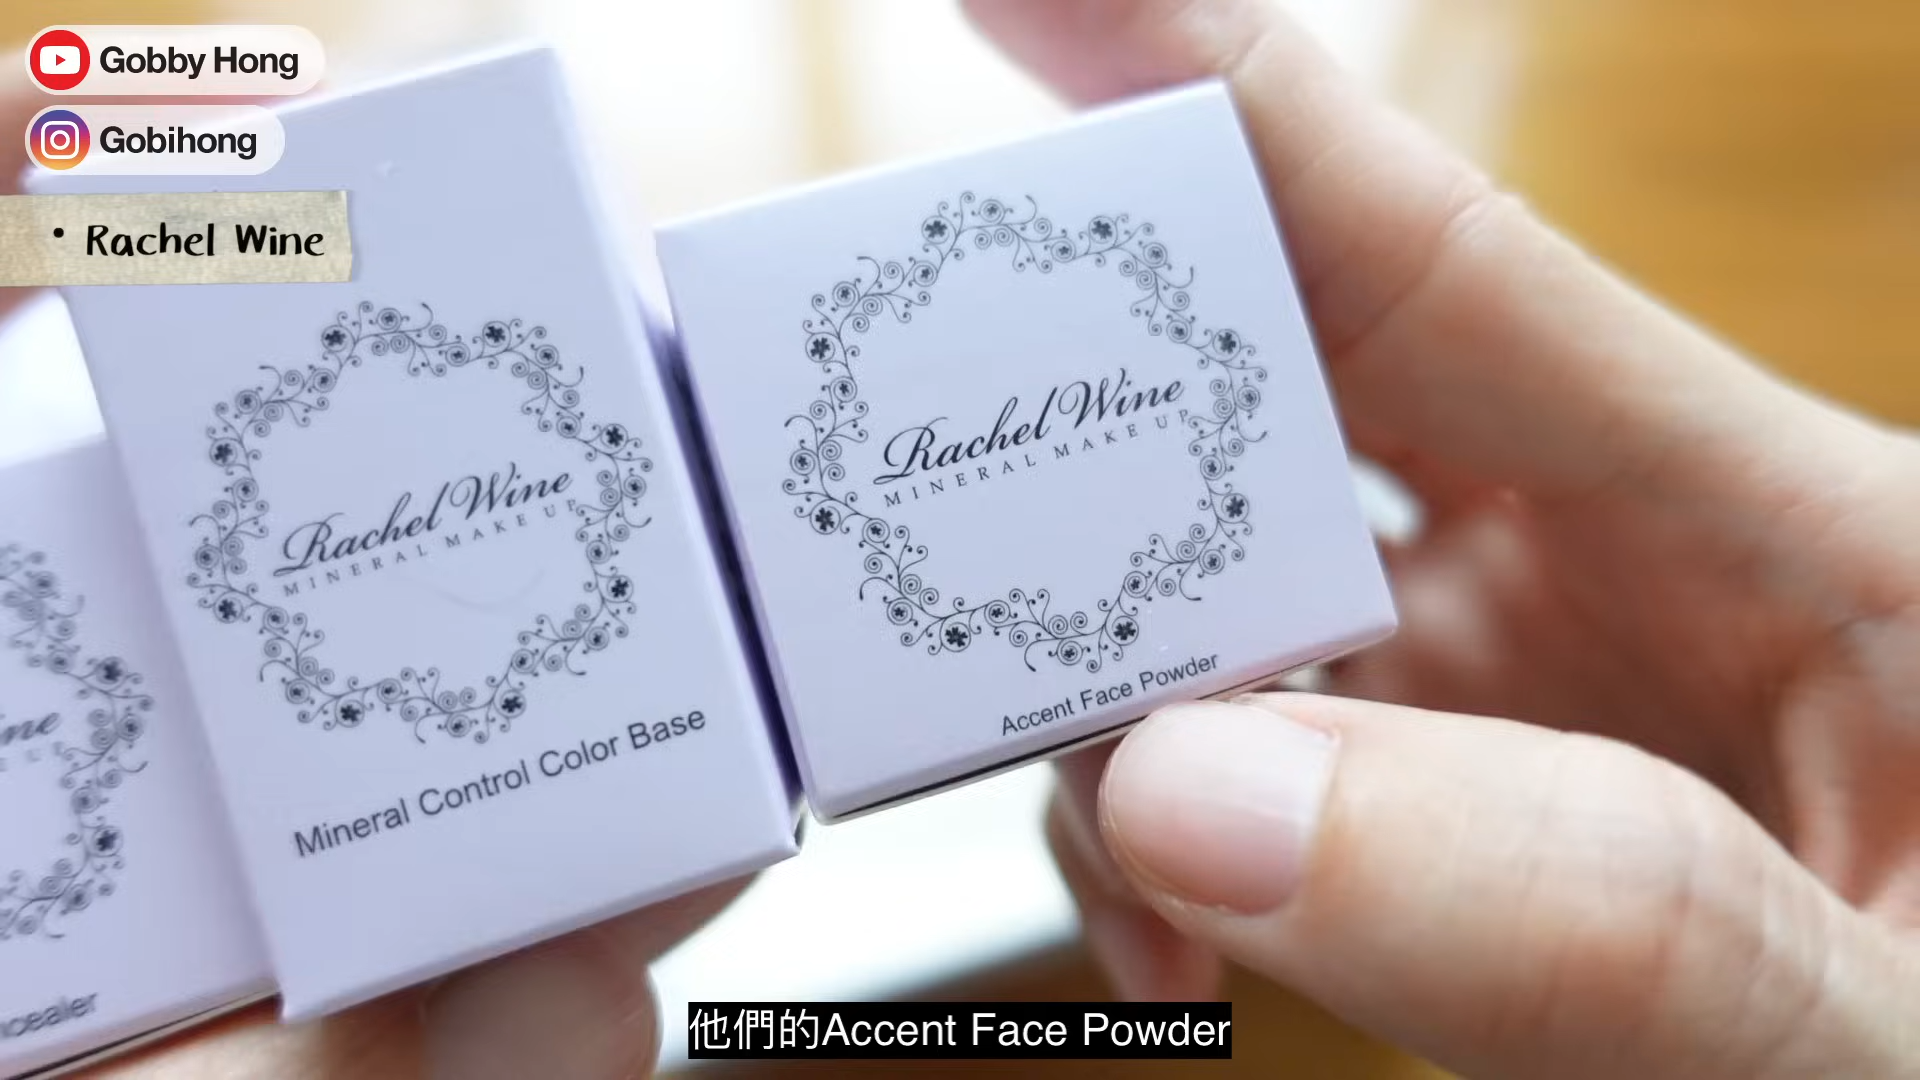 Gobby Hong
Gobihong
• Rachel Wine
Rachel Wine
MINERAL MAKE UP
Mineral Control Color Base
Rachel Wine
MINERAL MAKE UP
Accent Face Powder
他們的Accent Face Powder